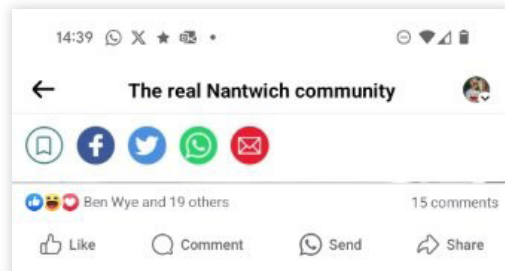 14:39
The real Nantwich community
Ben Wye and 19 others 15 comments
Like Comment Send Share